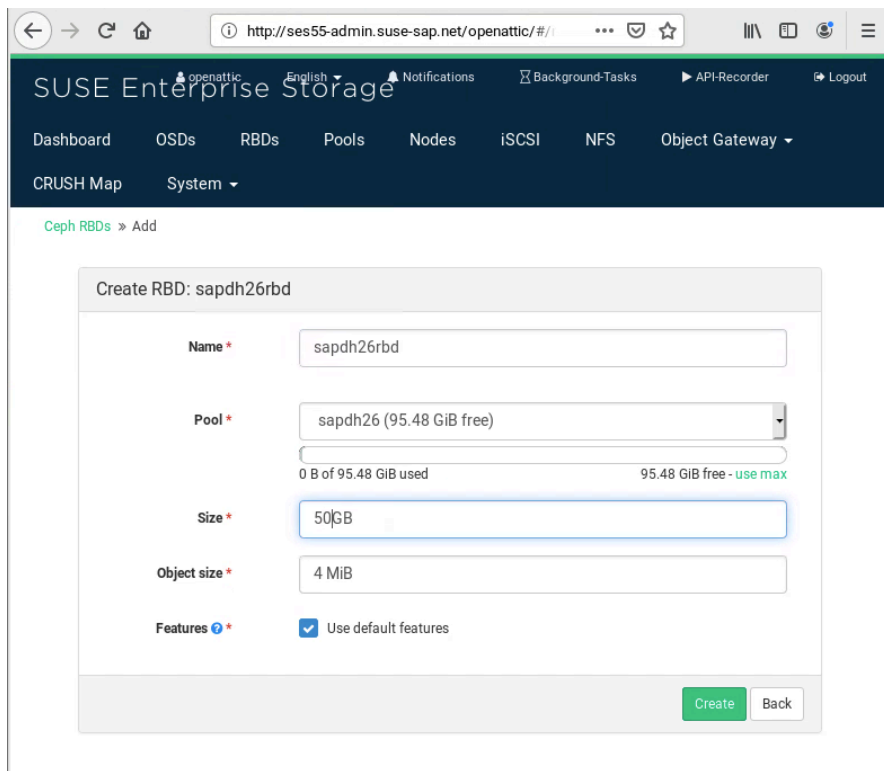 http://ses55-admin.suse-sap.net/openattic/#/
openattic English Notifications Background-Tasks API-Recorder Logout
SUSE Enterprise Storage
Dashboard OSDs RBDs Pools Nodes iSCSI NFS Object Gateway
CRUSH Map System
Ceph RBDs » Add
Create RBD: sapdh26rbd
Name * sapdh26rbd
Pool * sapdh26 (95.48 GiB free)
0 B of 95.48 GiB used 95.48 GiB free - use max
Size * 50GB
Object size * 4 MiB
Features * Use default features
Create Back